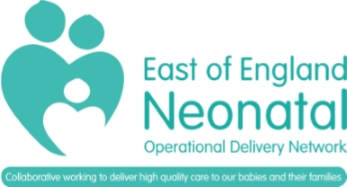 East of England
Neonatal
Operational Delivery Network
Collaborative working to deliver high quality care to our babies and their families